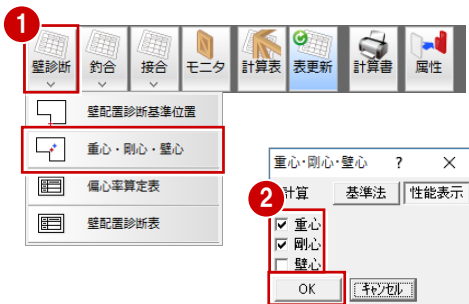 1
壁診断 釣合 接合 モニタ 計算表 表更新 計算書 属性
壁配置診断基準位置
重心・剛心・壁心
偏心率算定表
壁配置診断表
重心・剛心・壁心 ? ×
2
計算 基準法 性能表示
重心
剛心
壁心
OK キャンセル